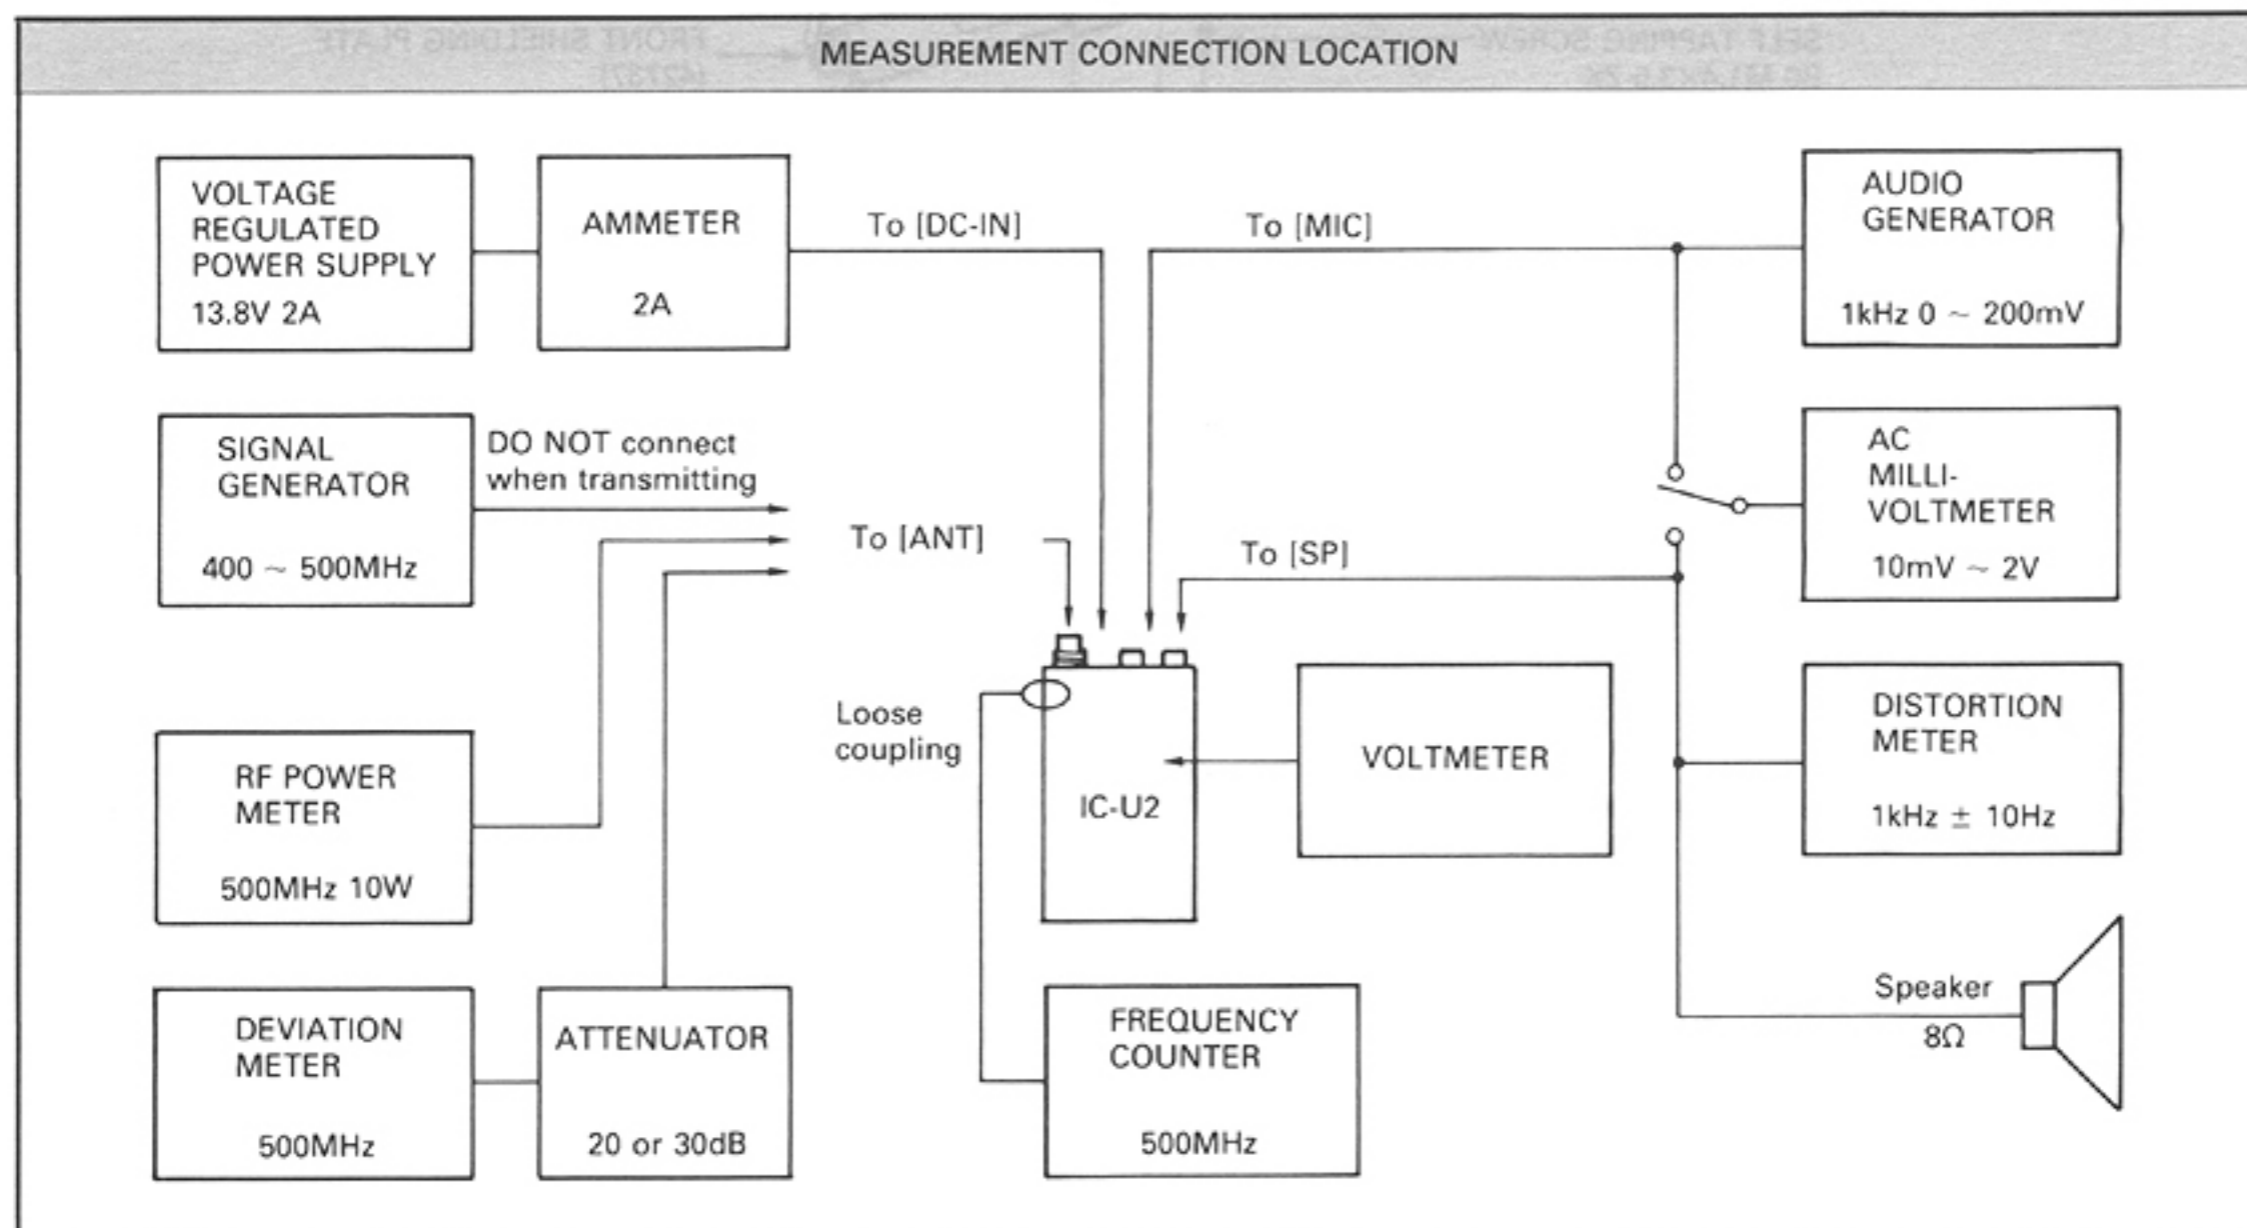 MEASUREMENT CONNECTION LOCATION
VOLTAGE
REGULATED
POWER SUPPLY
13.8V 2A
AMMETER
2A
To [DC-IN]
To [MIC]
AUDIO
GENERATOR
1kHz 0 ~ 200mV
SIGNAL
GENERATOR
400 ~ 500MHz
DO NOT connect
when transmitting
To [ANT]
To [SP]
AC
MILLI-
VOLTMETER
10mV ~ 2V
RF POWER
METER
500MHz 10W
Loose
coupling
IC-U2
VOLTMETER
DISTORTION
METER
1kHz ± 10Hz
DEVIATION
METER
500MHz
ATTENUATOR
20 or 30dB
FREQUENCY
COUNTER
500MHz
Speaker
8Ω